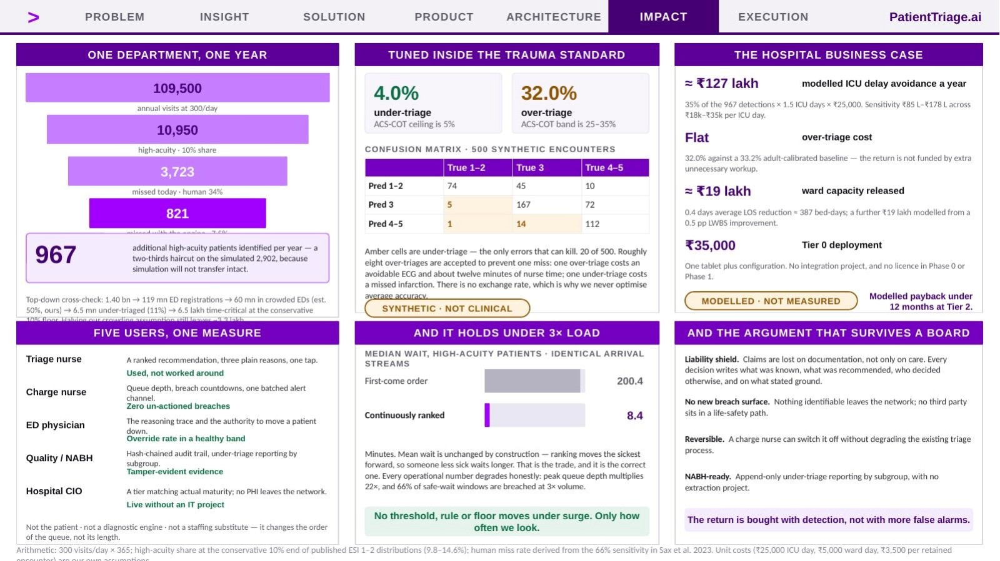 > PROBLEM INSIGHT SOLUTION PRODUCT ARCHITECTURE IMPACT EXECUTION PatientTriage.ai
ONE DEPARTMENT, ONE YEAR
109,500
annual visits at 300/day
10,950
high-acuity · 10% share
3,723
missed today · human 34%
821
missed with the engine · 7.5%
967
additional high-acuity patients identified per year — a
two-thirds haircut on the simulated 2,902, because
simulation will not transfer intact.
Top-down cross-check: 1.40 bn → 119 mn ED registrations → 60 mn in crowded EDs (est.
50%, ours) → 6.5 mn under-triaged (11%) → 6.5 lakh time-critical at the conservative
10% floor. Halving our crowding assumption still leaves ~3.3 lakh.
TUNED INSIDE THE TRAUMA STANDARD
4.0%
under-triage
ACS-COT ceiling is 5%
32.0%
over-triage
ACS-COT band is 25–35%
CONFUSION MATRIX · 500 SYNTHETIC ENCOUNTERS
True 1–2 True 3 True 4–5
Pred 1–2 74 45 10
Pred 3 5 167 72
Pred 4–5 1 14 112
Amber cells are under-triage — the only errors that can kill. 20 of 500. Roughly
eight over-triages are accepted to prevent one miss: one over-triage costs an
avoidable ECG and about twelve minutes of nurse time; one under-triage costs
a missed infarction. There is no exchange rate, which is why we never optimise
average accuracy.
SYNTHETIC · NOT CLINICAL
THE HOSPITAL BUSINESS CASE
≈ ₹127 lakh modelled ICU delay avoidance a year
35% of the 967 detections × 1.5 ICU days × ₹25,000. Sensitivity ₹85 L–₹178 L across
₹18k–₹35k per ICU day.
Flat over-triage cost
32.0% against a 33.2% adult-calibrated baseline — the return is not funded by extra
unnecessary workup.
≈ ₹19 lakh ward capacity released
0.4 days average LOS reduction ≈ 387 bed-days; a further ₹19 lakh modelled from a
0.5 pp LWBS improvement.
₹35,000 Tier 0 deployment
One tablet plus configuration. No integration project, and no licence in Phase 0 or
Phase 1.
MODELLED · NOT MEASURED
Modelled payback under
12 months at Tier 2.
FIVE USERS, ONE MEASURE
Triage nurse
A ranked recommendation, three plain reasons, one tap.
Used, not worked around
Charge nurse
Queue depth, breach countdowns, one batched alert
channel.
Zero un-actioned breaches
ED physician
The reasoning trace and the authority to move a patient
down.
Override rate in a healthy band
Quality / NABH
Hash-chained audit trail, under-triage reporting by
subgroup.
Tamper-evident evidence
Hospital CIO
A tier matching actual maturity; no PHI leaves the network.
Live without an IT project
Not the patient · not a diagnostic engine · not a staffing substitute — it changes the order
of the queue, not its length.
AND IT HOLDS UNDER 3× LOAD
MEDIAN WAIT, HIGH-ACUITY PATIENTS · IDENTICAL ARRIVAL
STREAMS
First-come order 200.4
Continuously ranked 8.4
Minutes. Mean wait is unchanged by construction — ranking moves the sickest
forward, so someone less sick waits longer. That is the trade, and it is the correct
one. Every operational number degrades honestly: peak queue depth multiplies
22×, and 66% of safe-wait windows are breached at 3× volume.
No threshold, rule or floor moves under surge. Only how
often we look.
AND THE ARGUMENT THAT SURVIVES A BOARD
Liability shield. Claims are lost on documentation, not only on care. Every
decision writes what was known, what was recommended, who decided
otherwise, and on what stated ground.
No new breach surface. Nothing identifiable leaves the network; no third party
sits in a life-safety path.
Reversible. A charge nurse can switch it off without degrading the existing triage
process.
NABH-ready. Append-only under-triage reporting by subgroup, with no
extraction project.
The return is bought with detection, not with more false alarms.
Arithmetic: 300 visits/day × 365; high-acuity share at the conservative 10% end of published ESI 1–2 distributions (9.8–14.6%); human miss rate derived from the 66% sensitivity in Sax et al. 2023. Unit costs (₹25,000 ICU day, ₹5,000 ward day, ₹3,500 per retained
encounter) are our own assumptions.